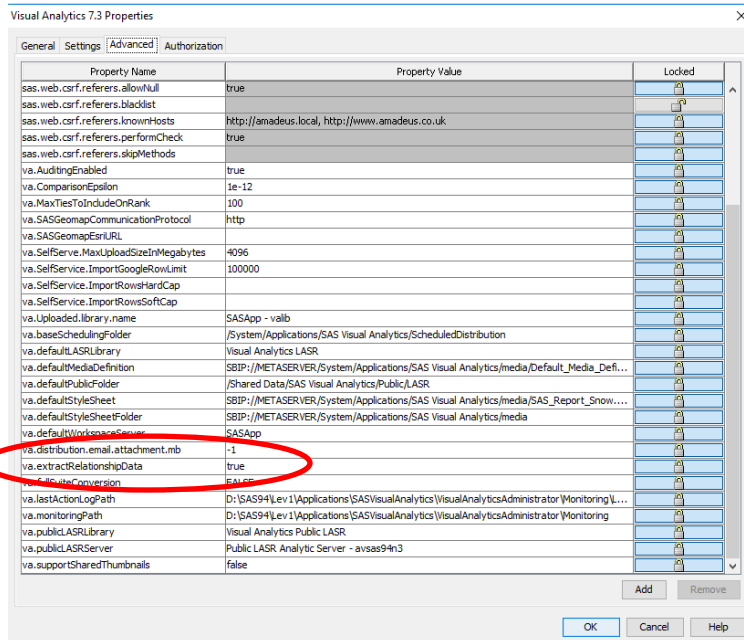 Visual Analytics 7.3 Properties
General Settings Advanced Authorization
Property Name Property Value Locked
sas.web.csrf.referers.allowNull true
sas.web.csrf.referers.blacklist
sas.web.csrf.referers.knownHosts http://amadeus.local, http://www.amadeus.co.uk
sas.web.csrf.referers.performCheck true
sas.web.csrf.referers.skipMethods
va.AuditingEnabled true
va.ComparisonEpsilon 1e-12
va.MaxTiesToIncludeOnRank 100
va.SASGeomapCommunicationProtocol http
va.SASGeomapEsriURL
va.SelfServe.MaxUploadSizeInMegabytes 4096
va.SelfService.ImportGoogleRowLimit 100000
va.SelfService.ImportRowsHardCap
va.SelfService.ImportRowsSoftCap
va.Uploaded.library.name SASApp - valib
va.baseSchedulingFolder /System/Applications/SAS Visual Analytics/ScheduledDistribution
va.defaultLASRLibrary Visual Analytics LASR
va.defaultMediaDefinition SBIP://METASERVER/System/Applications/SAS Visual Analytics/media/Default_Media_Defi...
va.defaultPublicFolder /Shared Data/SAS Visual Analytics/Public/LASR
va.defaultStyleSheet SBIP://METASERVER/System/Applications/SAS Visual Analytics/media/SAS_Report_Snow....
va.defaultStyleSheetFolder SBIP://METASERVER/System/Applications/SAS Visual Analytics/media
va.defaultWorkspaceServer SASApp
va.distribution.email.attachment.mb -1
va.extractRelationshipData true
va.fullSuiteConversion FALSE
va.lastActionLogPath D:\SAS94\Lev1\Applications\SASVisualAnalytics\VisualAnalyticsAdministrator\Monitoring\L...
va.monitoringPath D:\SAS94\Lev1\Applications\SASVisualAnalytics\VisualAnalyticsAdministrator\Monitoring
va.publicLASRLibrary Visual Analytics Public LASR
va.publicLASRServer Public LASR Analytic Server - avsas94n3
va.supportSharedThumbnails false
Add Remove
OK Cancel Help